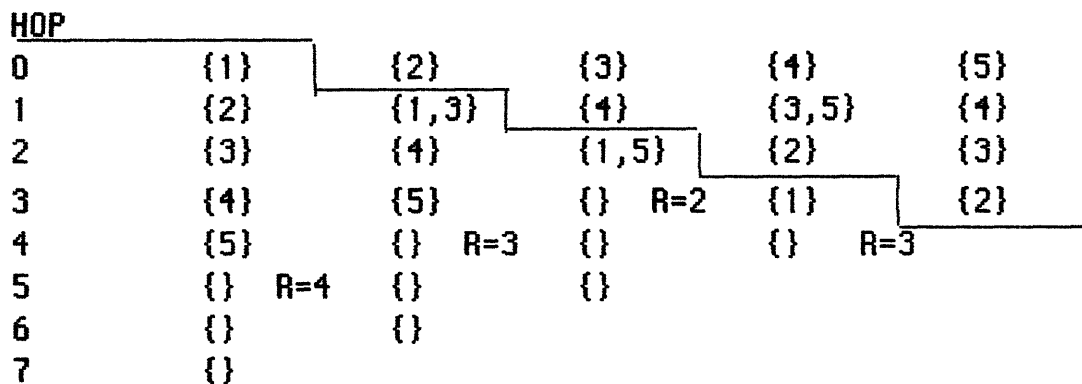 HOP
0 {1} {2} {3} {4} {5}
1 {2} {1,3} {4} {3,5} {4}
2 {3} {4} {1,5} {2} {3}
3 {4} {5} {} R=2 {1} {2}
4 {5} {} R=3 {} {} R=3
5 {} R=4 {} {}
6 {} {}
7 {}